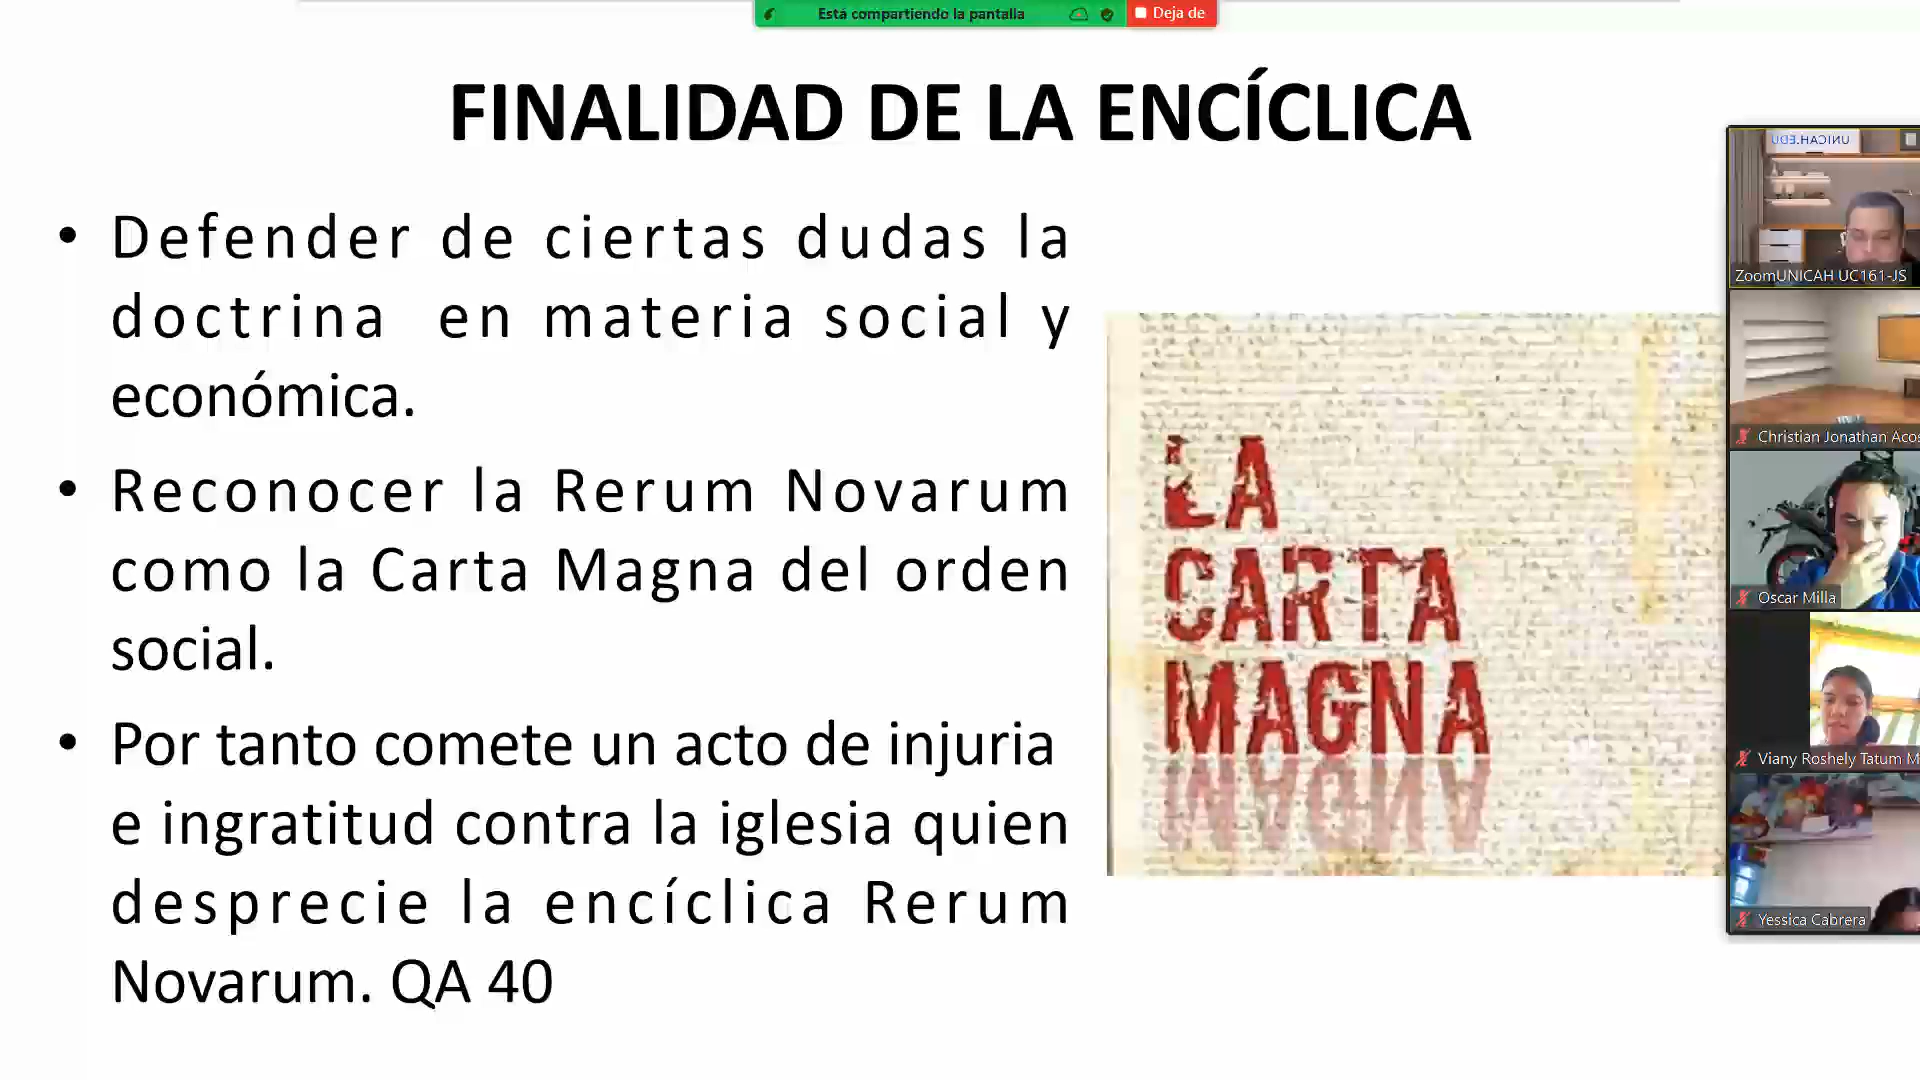 Está compartiendo la pantalla
Deja de
FINALIDAD DE LA ENCÍCLICA
• Defender de ciertas dudas la
doctrina en materia social y
económica.
• Reconocer la Rerum Novarum
como la Carta Magna del orden
social.
• Por tanto comete un acto de injuria
e ingratitud contra la iglesia quien
desprecie la encíclica Rerum
Novarum. QA 40
LA
CARTA
MAGNA
UNICAH.EDU
ZoomUNICAH UC161-JS
Christian Jonathan Acos
Oscar Milla
Viany Roshely Tatum M
Yessica Cabrera